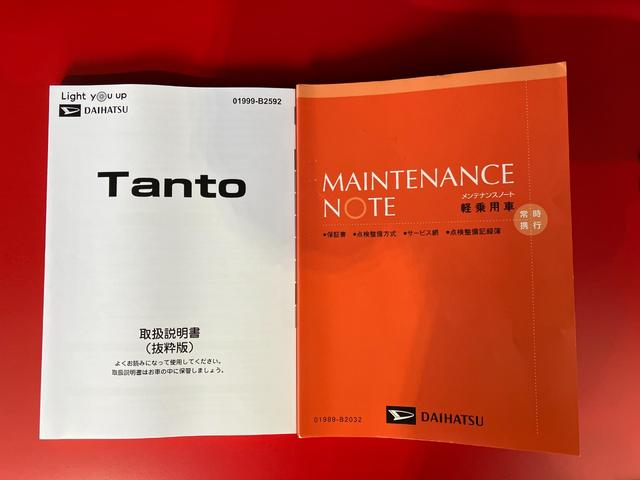 Light you up
DAIHATSU
01999-B2592
Tanto
取扱説明書
(抜粋版)
よくお読みになって使用してください。
取扱説明書はお車の中に保管しましょう。
MAINTENANCE
NOTE
メンテナンスノート
軽乗用車
常時
携行
*保証書 *点検整備方式 *サービス網 *点検整備記録簿
01989-B2032
DAIHATSU